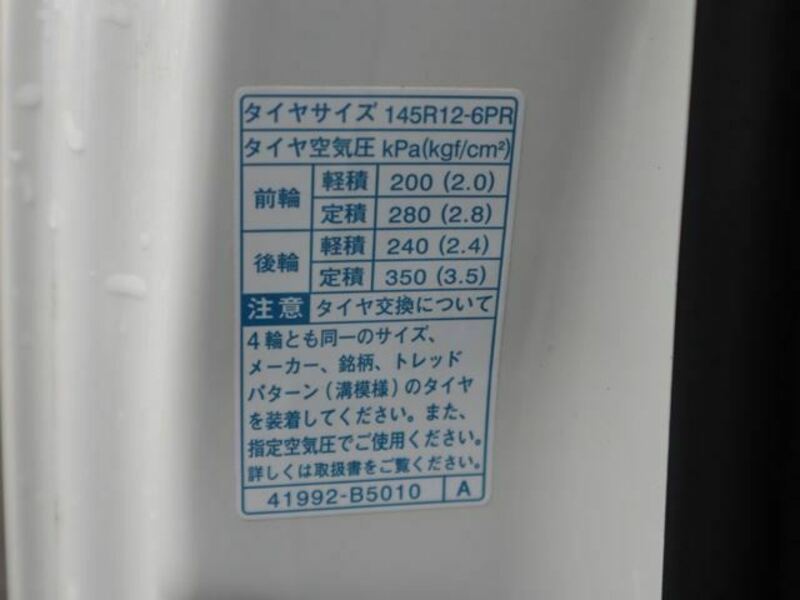 タイヤサイズ 145R12-6PR
タイヤ空気圧 kPa(kgf/cm²)
前輪 軽積 200 (2.0)
定積 280 (2.8)
後輪 軽積 240 (2.4)
定積 350 (3.5)
注意 タイヤ交換について
4輪とも同一のサイズ、
メーカー、銘柄、トレッド
パターン(溝模様)のタイヤ
を装着してください。また、
指定空気圧でご使用ください。
詳しくは取扱書をご覧ください。
41992-B5010 A